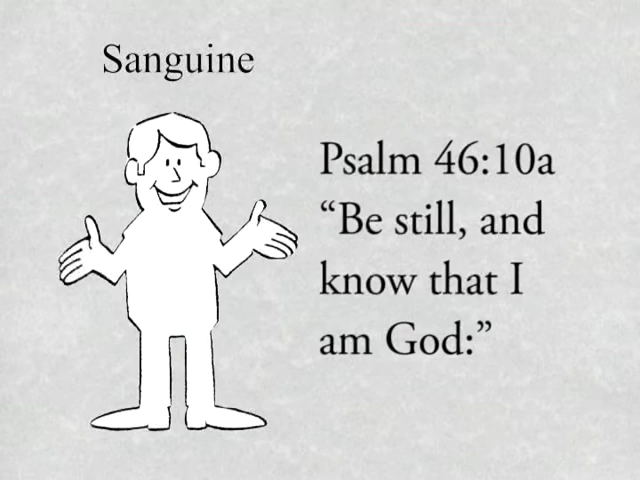 Sanguine
Psalm 46:10a
“Be still, and
know that I
am God:”